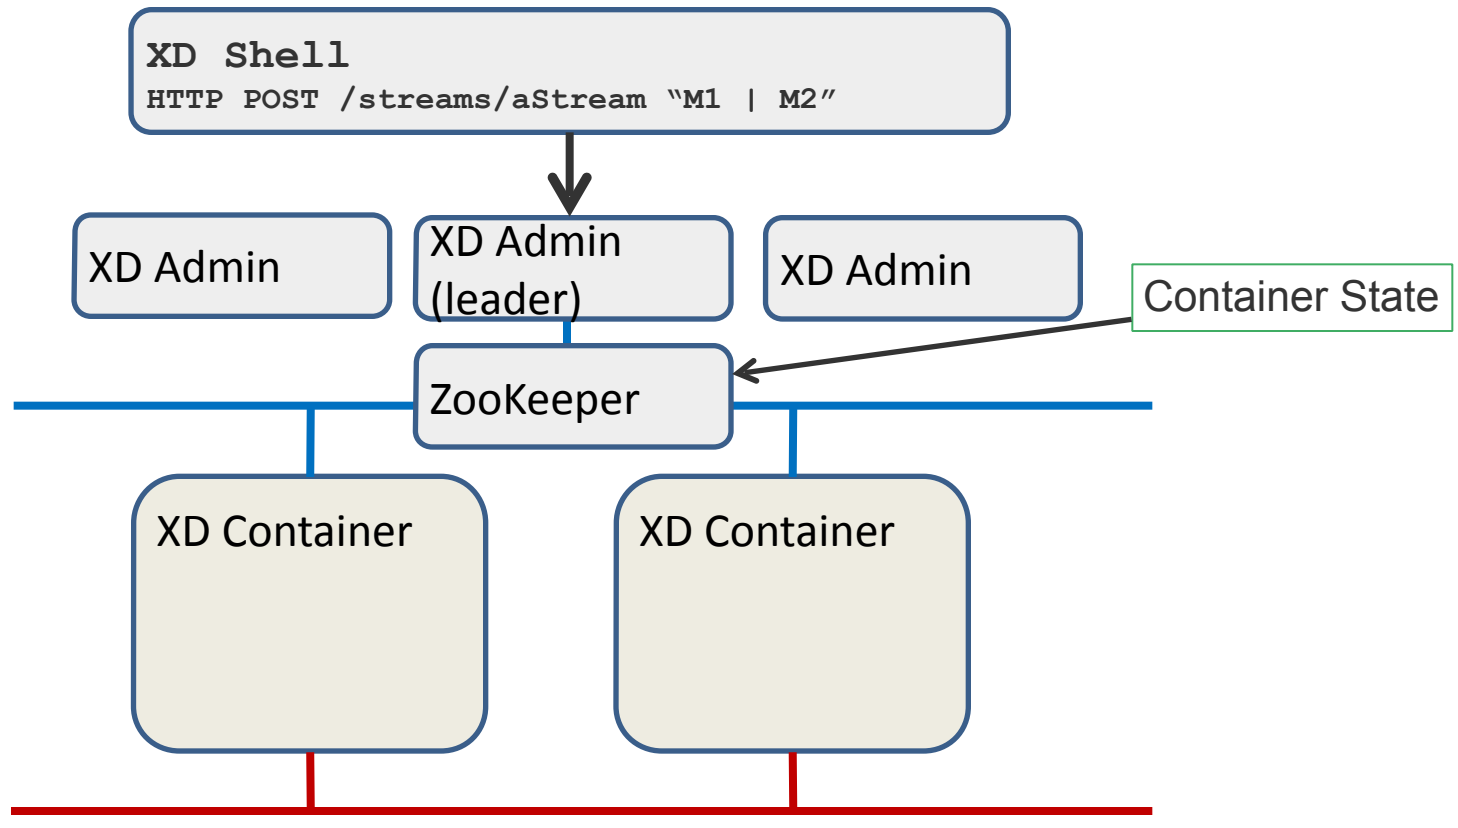 XD Shell
HTTP POST /streams/aStream “M1 | M2”
XD Admin
XD Admin
(leader)
XD Admin
Container State
ZooKeeper
XD Container
XD Container